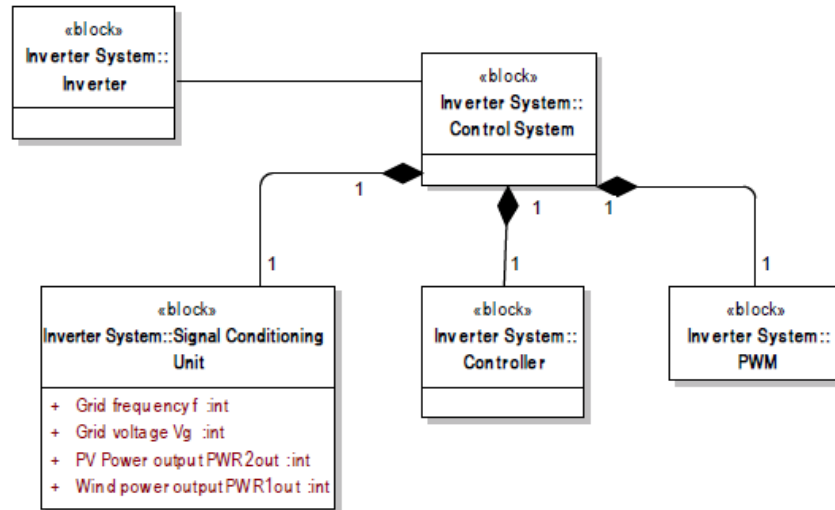 «block»
Inverter System::
Inverter
«block»
Inverter System::
Control System
1
1
1
1
1
1
«block»
Inverter System::Signal Conditioning
Unit
+ Grid frequency f :int
+ Grid voltage Vg :int
+ PV Power output PWR2out :int
+ Wind power output PWR1out :int
«block»
Inverter System::
Controller
«block»
Inverter System::
PWM